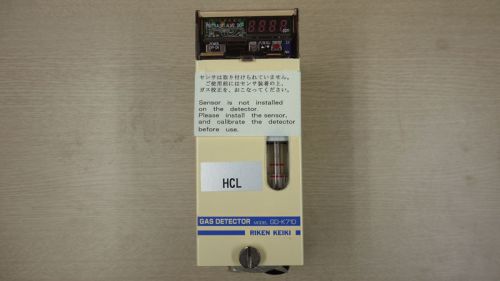 センサは取り付けられていません。
ご使用前にはセンサ装着の上、
ガス校正を、おこなってください。
Sensor is not installed
on the detector.
Please install the sensor,
and calibrate the detector
before use.
HCL
GAS DETECTOR MODEL GD-K71D
RIKEN KEIKI